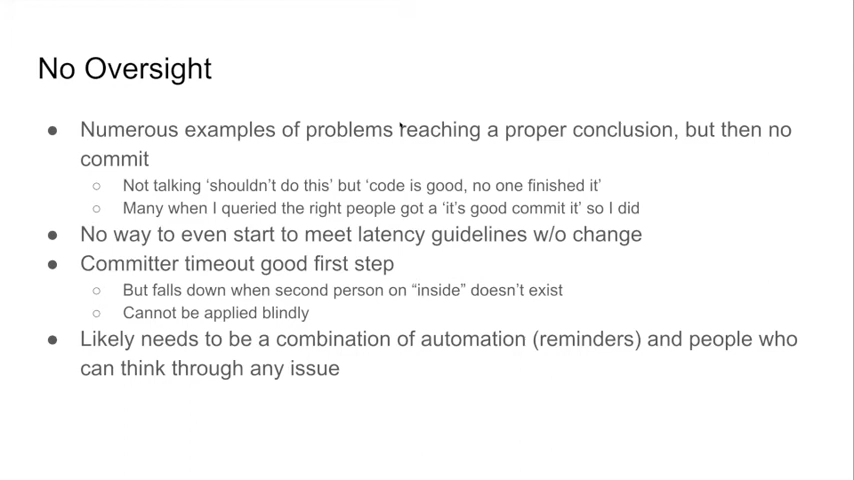 No Oversight
● Numerous examples of problems reaching a proper conclusion, but then no
commit
○ Not talking ‘shouldn’t do this’ but ‘code is good, no one finished it’
○ Many when I queried the right people got a ‘it’s good commit it’ so I did
● No way to even start to meet latency guidelines w/o change
● Committer timeout good first step
○ But falls down when second person on “inside” doesn’t exist
○ Cannot be applied blindly
● Likely needs to be a combination of automation (reminders) and people who
can think through any issue